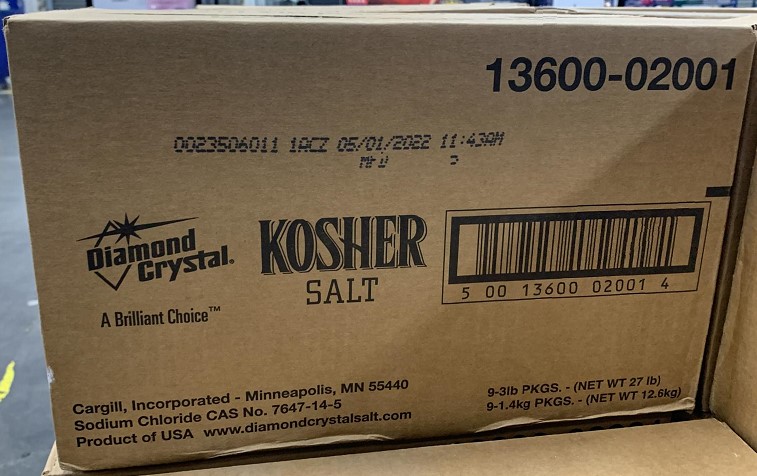 13600-02001
0023506011 1ACZ 05/01/2022 11:43AM
Diamond
Crystal®
A Brilliant Choice™
KOSHER
SALT
5 00 13600 02001 4
Cargill, Incorporated - Minneapolis, MN 55440
Sodium Chloride CAS No. 7647-14-5
Product of USA www.diamondcrystalsalt.com
9-3lb PKGS. - (NET WT 27 lb)
9-1.4kg PKGS. - (NET WT 12.6kg)